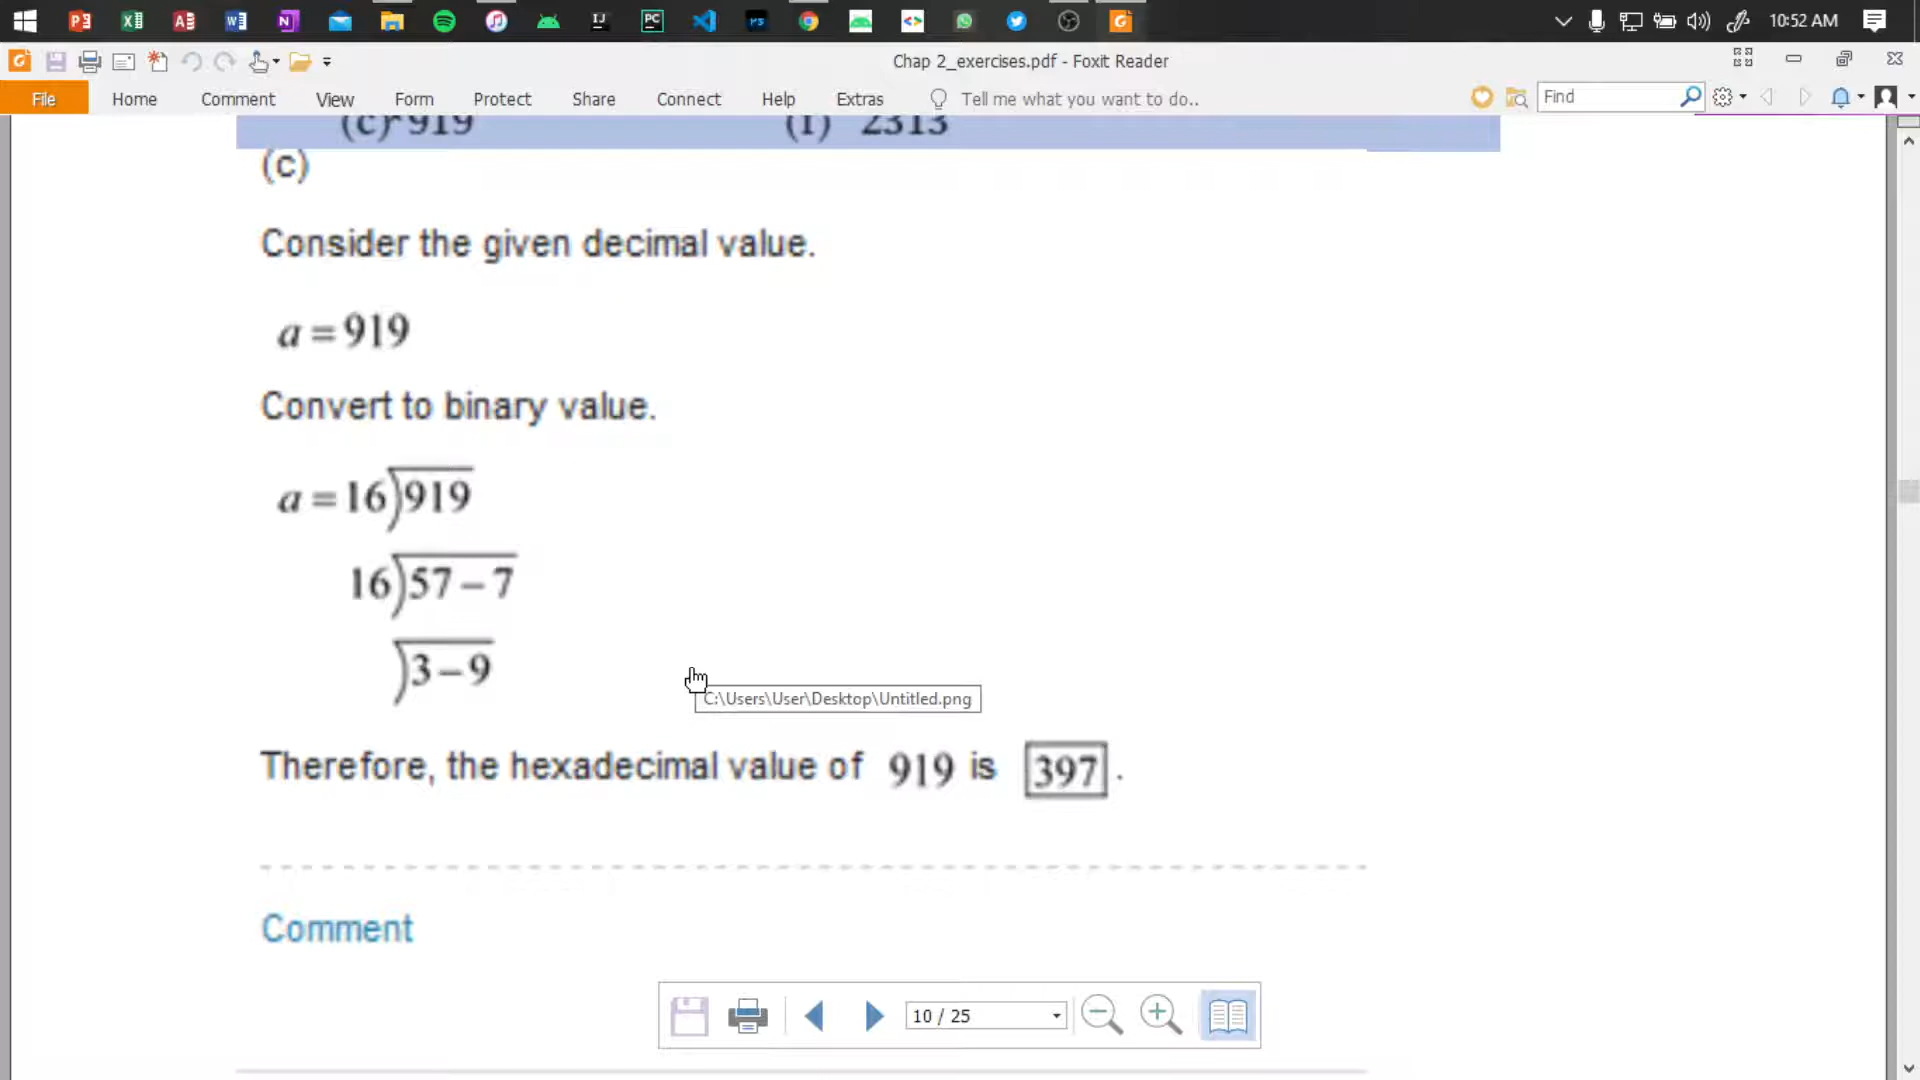 10:52 AM
Chap 2_exercises.pdf - Foxit Reader
File Home Comment View Form Protect Share Connect Help Extras Tell me what you want to do.. Find
(c) 919 (f) 2313
(c)
Consider the given decimal value.
a = 919
Convert to binary value.
a = 16)919
16)57 – 7
)3 – 9
C:\Users\User\Desktop\Untitled.png
Therefore, the hexadecimal value of 919 is 397 .
Comment
10 / 25